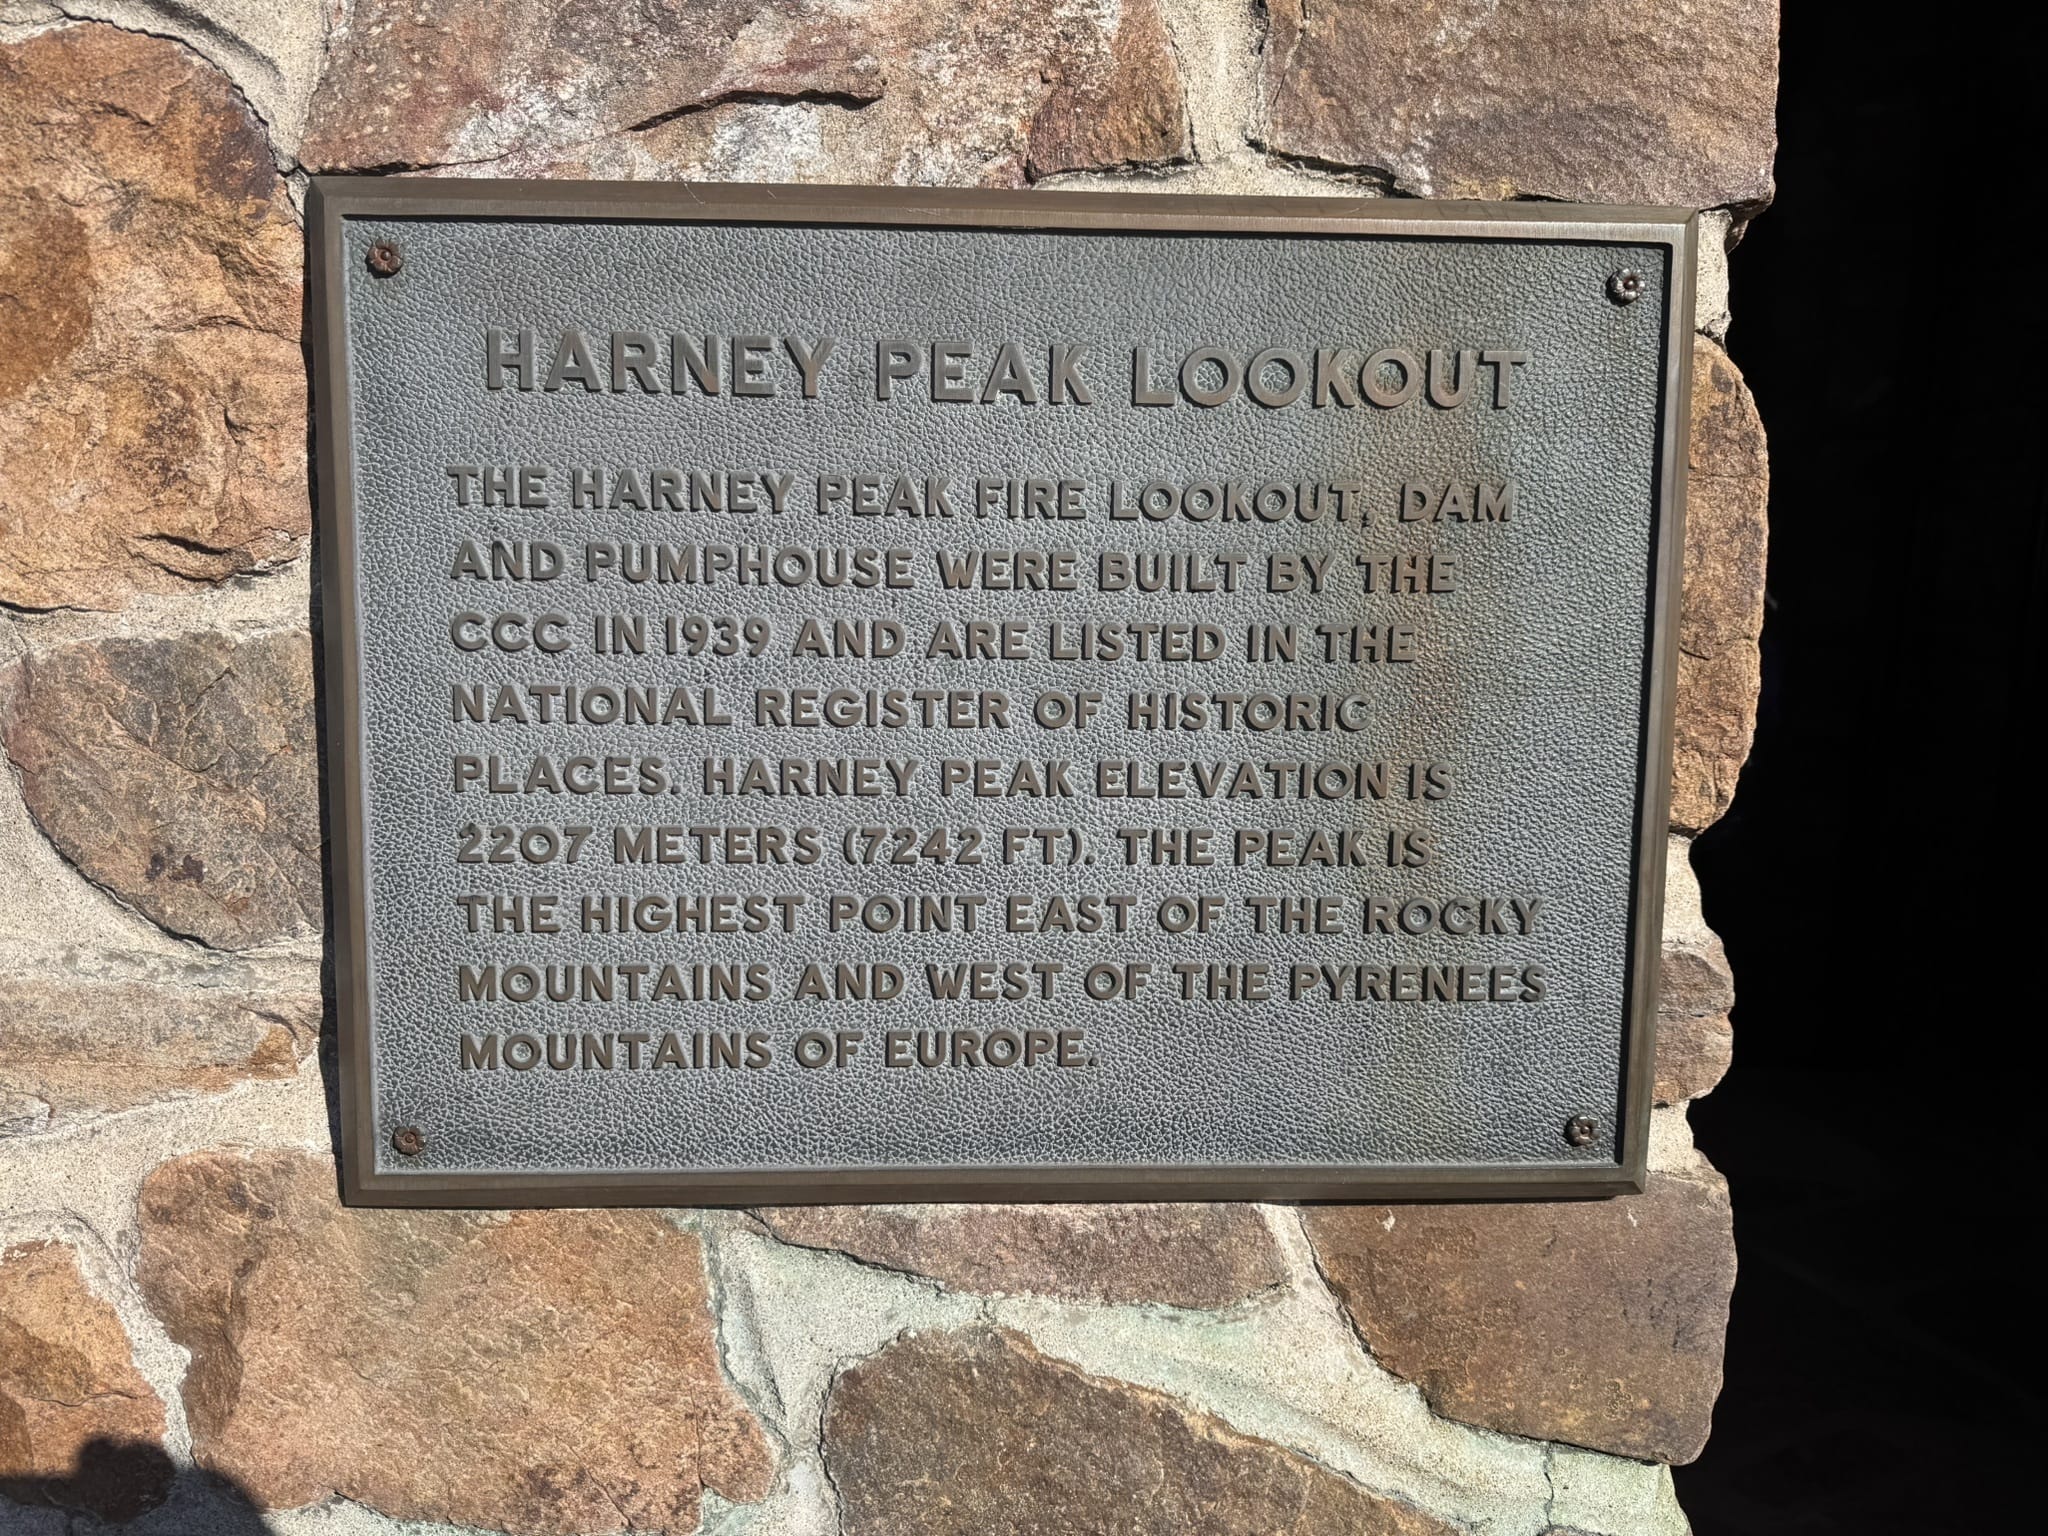 HARNEY PEAK LOOKOUT
THE HARNEY PEAK FIRE LOOKOUT, DAM
AND PUMPHOUSE WERE BUILT BY THE
CCC IN 1939 AND ARE LISTED IN THE
NATIONAL REGISTER OF HISTORIC
PLACES. HARNEY PEAK ELEVATION IS
2207 METERS (7242 FT). THE PEAK IS
THE HIGHEST POINT EAST OF THE ROCKY
MOUNTAINS AND WEST OF THE PYRENEES
MOUNTAINS OF EUROPE.